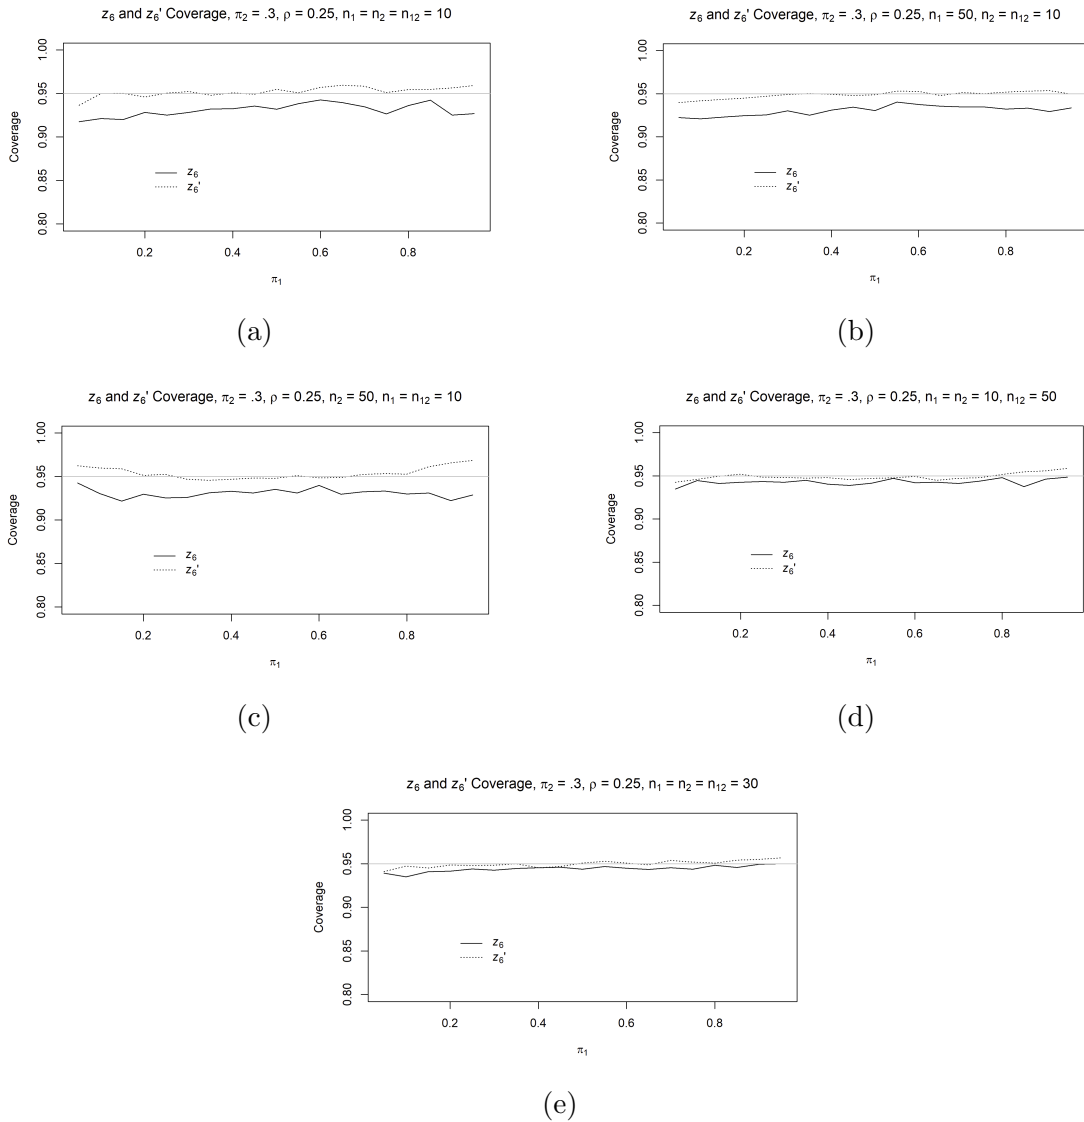 z6 and z6' Coverage, π2 = .3, ρ = 0.25, n1 = n2 = n12 = 10
Coverage
1.00
0.95
0.90
0.85
0.80
z6
z6'
0.2 0.4 0.6 0.8
π1
(a)
z6 and z6' Coverage, π2 = .3, ρ = 0.25, n1 = 50, n2 = n12 = 10
Coverage
1.00
0.95
0.90
0.85
0.80
z6
z6'
0.2 0.4 0.6 0.8
π1
(b)
z6 and z6' Coverage, π2 = .3, ρ = 0.25, n2 = 50, n1 = n12 = 10
Coverage
1.00
0.95
0.90
0.85
0.80
z6
z6'
0.2 0.4 0.6 0.8
π1
(c)
z6 and z6' Coverage, π2 = .3, ρ = 0.25, n1 = n2 = 10, n12 = 50
Coverage
1.00
0.95
0.90
0.85
0.80
z6
z6'
0.2 0.4 0.6 0.8
π1
(d)
z6 and z6' Coverage, π2 = .3, ρ = 0.25, n1 = n2 = n12 = 30
Coverage
1.00
0.95
0.90
0.85
0.80
z6
z6'
0.2 0.4 0.6 0.8
π1
(e)